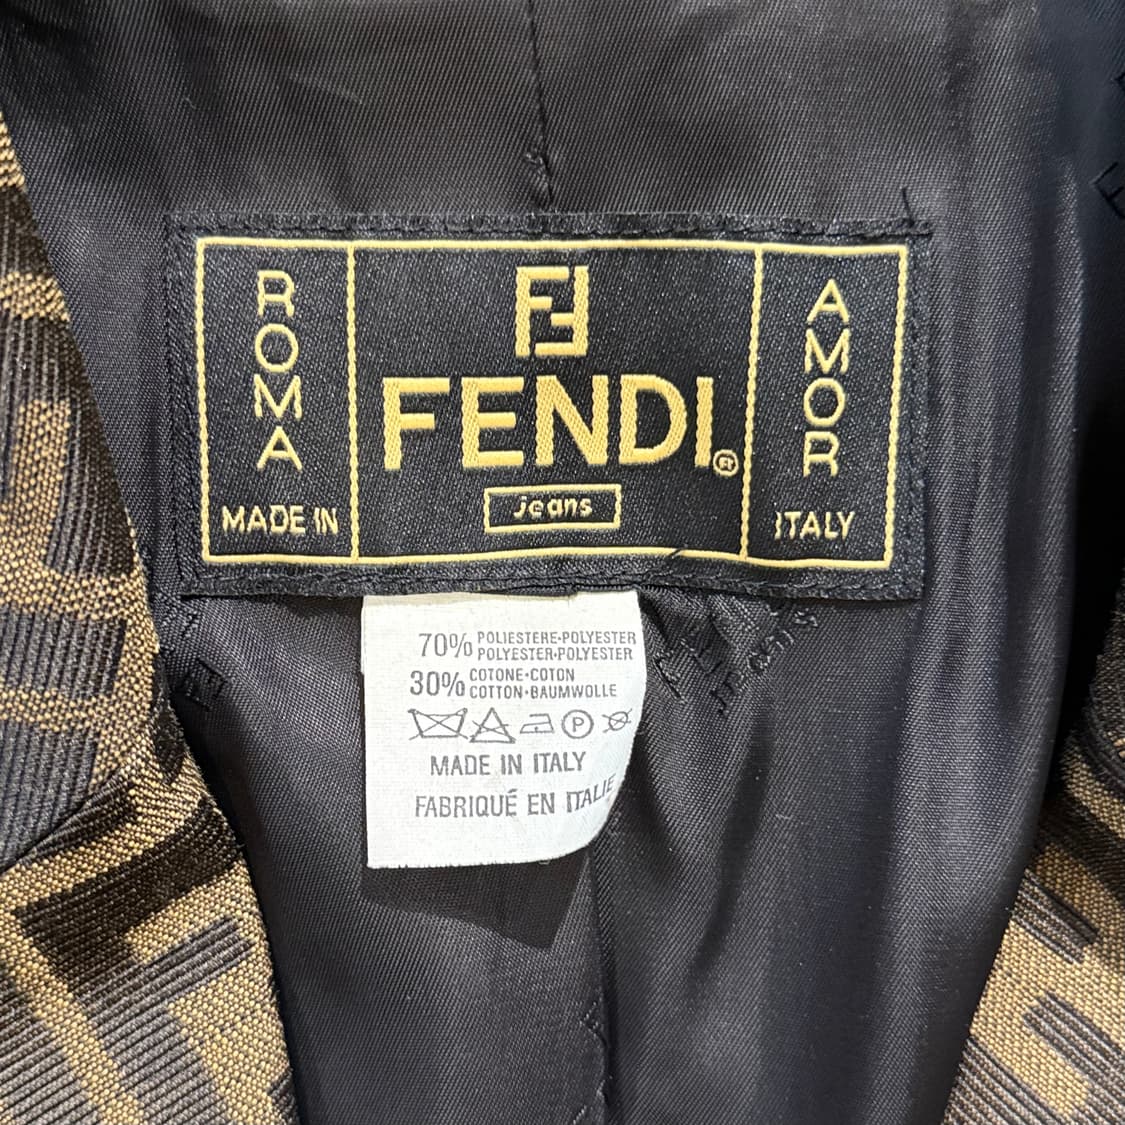 ROMA
MADE IN
FF
FENDI®
jeans
AMOR
ITALY
70% POLIESTERE-POLYESTER
POLYESTER-POLYESTER
30% COTONE-COTON
COTTON-BAUMWOLLE
P
MADE IN ITALY
FABRIQUÉ EN ITALIE